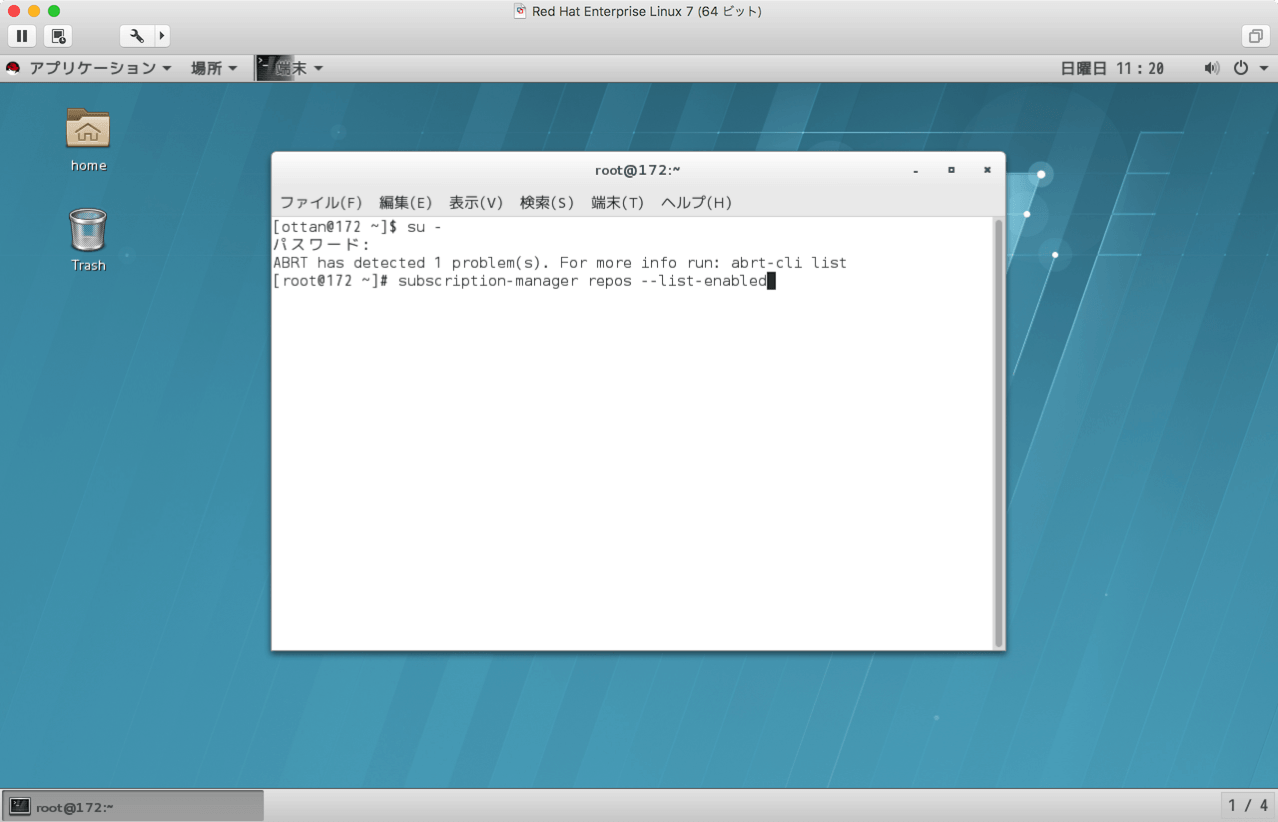 Red Hat Enterprise Linux 7 (64 ビット)
アプリケーション 場所 端末 日曜日 11:20
home
Trash
root@172:~
ファイル(F) 編集(E) 表示(V) 検索(S) 端末(T) ヘルプ(H)
[ottan@172 ~]$ su -
パスワード:
ABRT has detected 1 problem(s). For more info run: abrt-cli list
[root@172 ~]# subscription-manager repos --list-enabled
root@172:~ 1 / 4